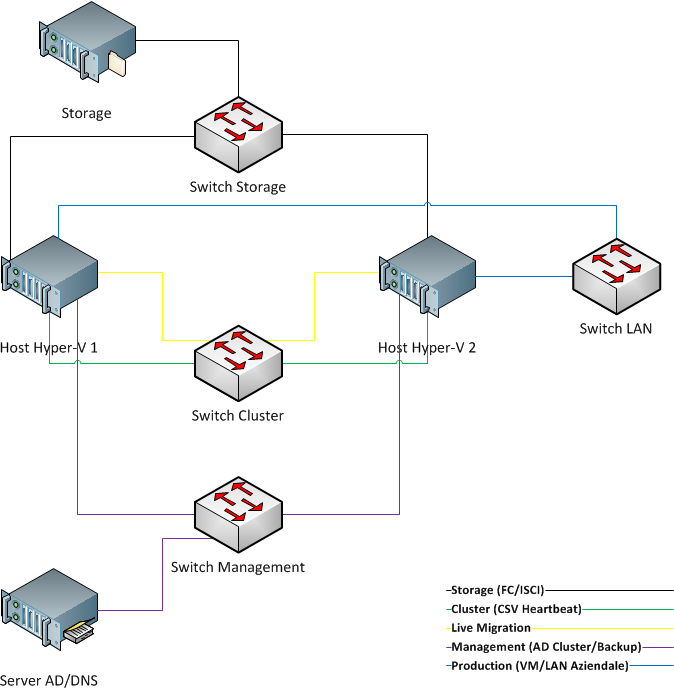 Storage
Switch Storage
Host Hyper-V 1
Host Hyper-V 2
Switch LAN
Switch Cluster
Switch Management
Server AD/DNS
Storage (FC/ISCI)
Cluster (CSV Heartbeat)
Live Migration
Management (AD Cluster/Backup)
Production (VM/LAN Aziendale)